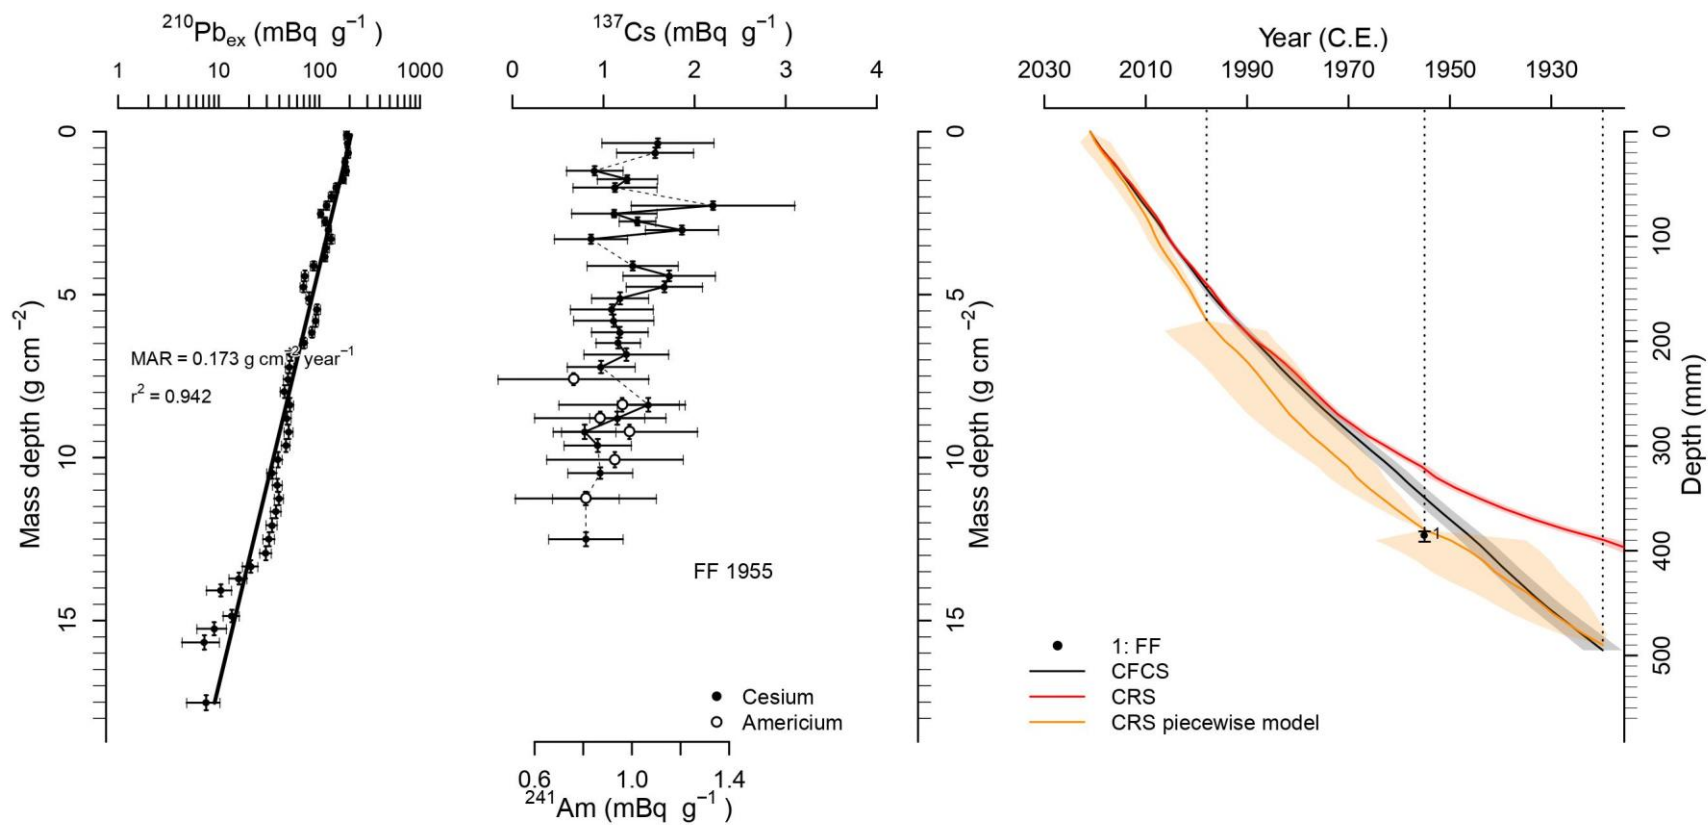 ²¹⁰Pbₑₓ (mBq g⁻¹)
1 10 100 1000
0
5
10
15
Mass depth (g cm⁻²)
MAR = 0.173 g cm⁻² year⁻¹
r² = 0.942
¹³⁷Cs (mBq g⁻¹)
0 1 2 3 4
FF 1955
Cesium
Americium
0.6 1.0 1.4
²⁴¹Am (mBq g⁻¹)
Year (C.E.)
2030 2010 1990 1970 1950 1930
0
5
10
15
Mass depth (g cm⁻²)
1
1: FF
CFCS
CRS
CRS piecewise model
0
100
200
300
400
500
Depth (mm)